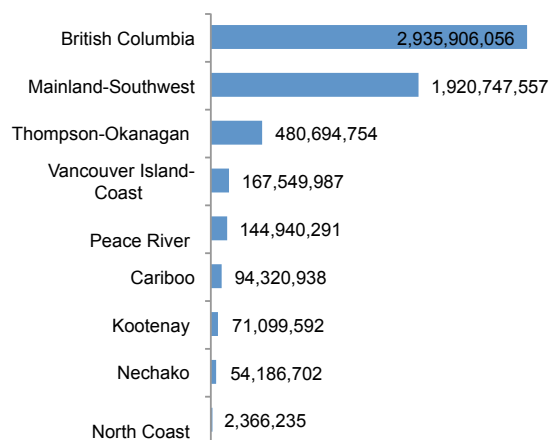 British Columbia 2,935,906,056
Mainland-Southwest 1,920,747,557
Thompson-Okanagan 480,694,754
Vancouver Island-
Coast 167,549,987
Peace River 144,940,291
Cariboo 94,320,938
Kootenay 71,099,592
Nechako 54,186,702
North Coast 2,366,235